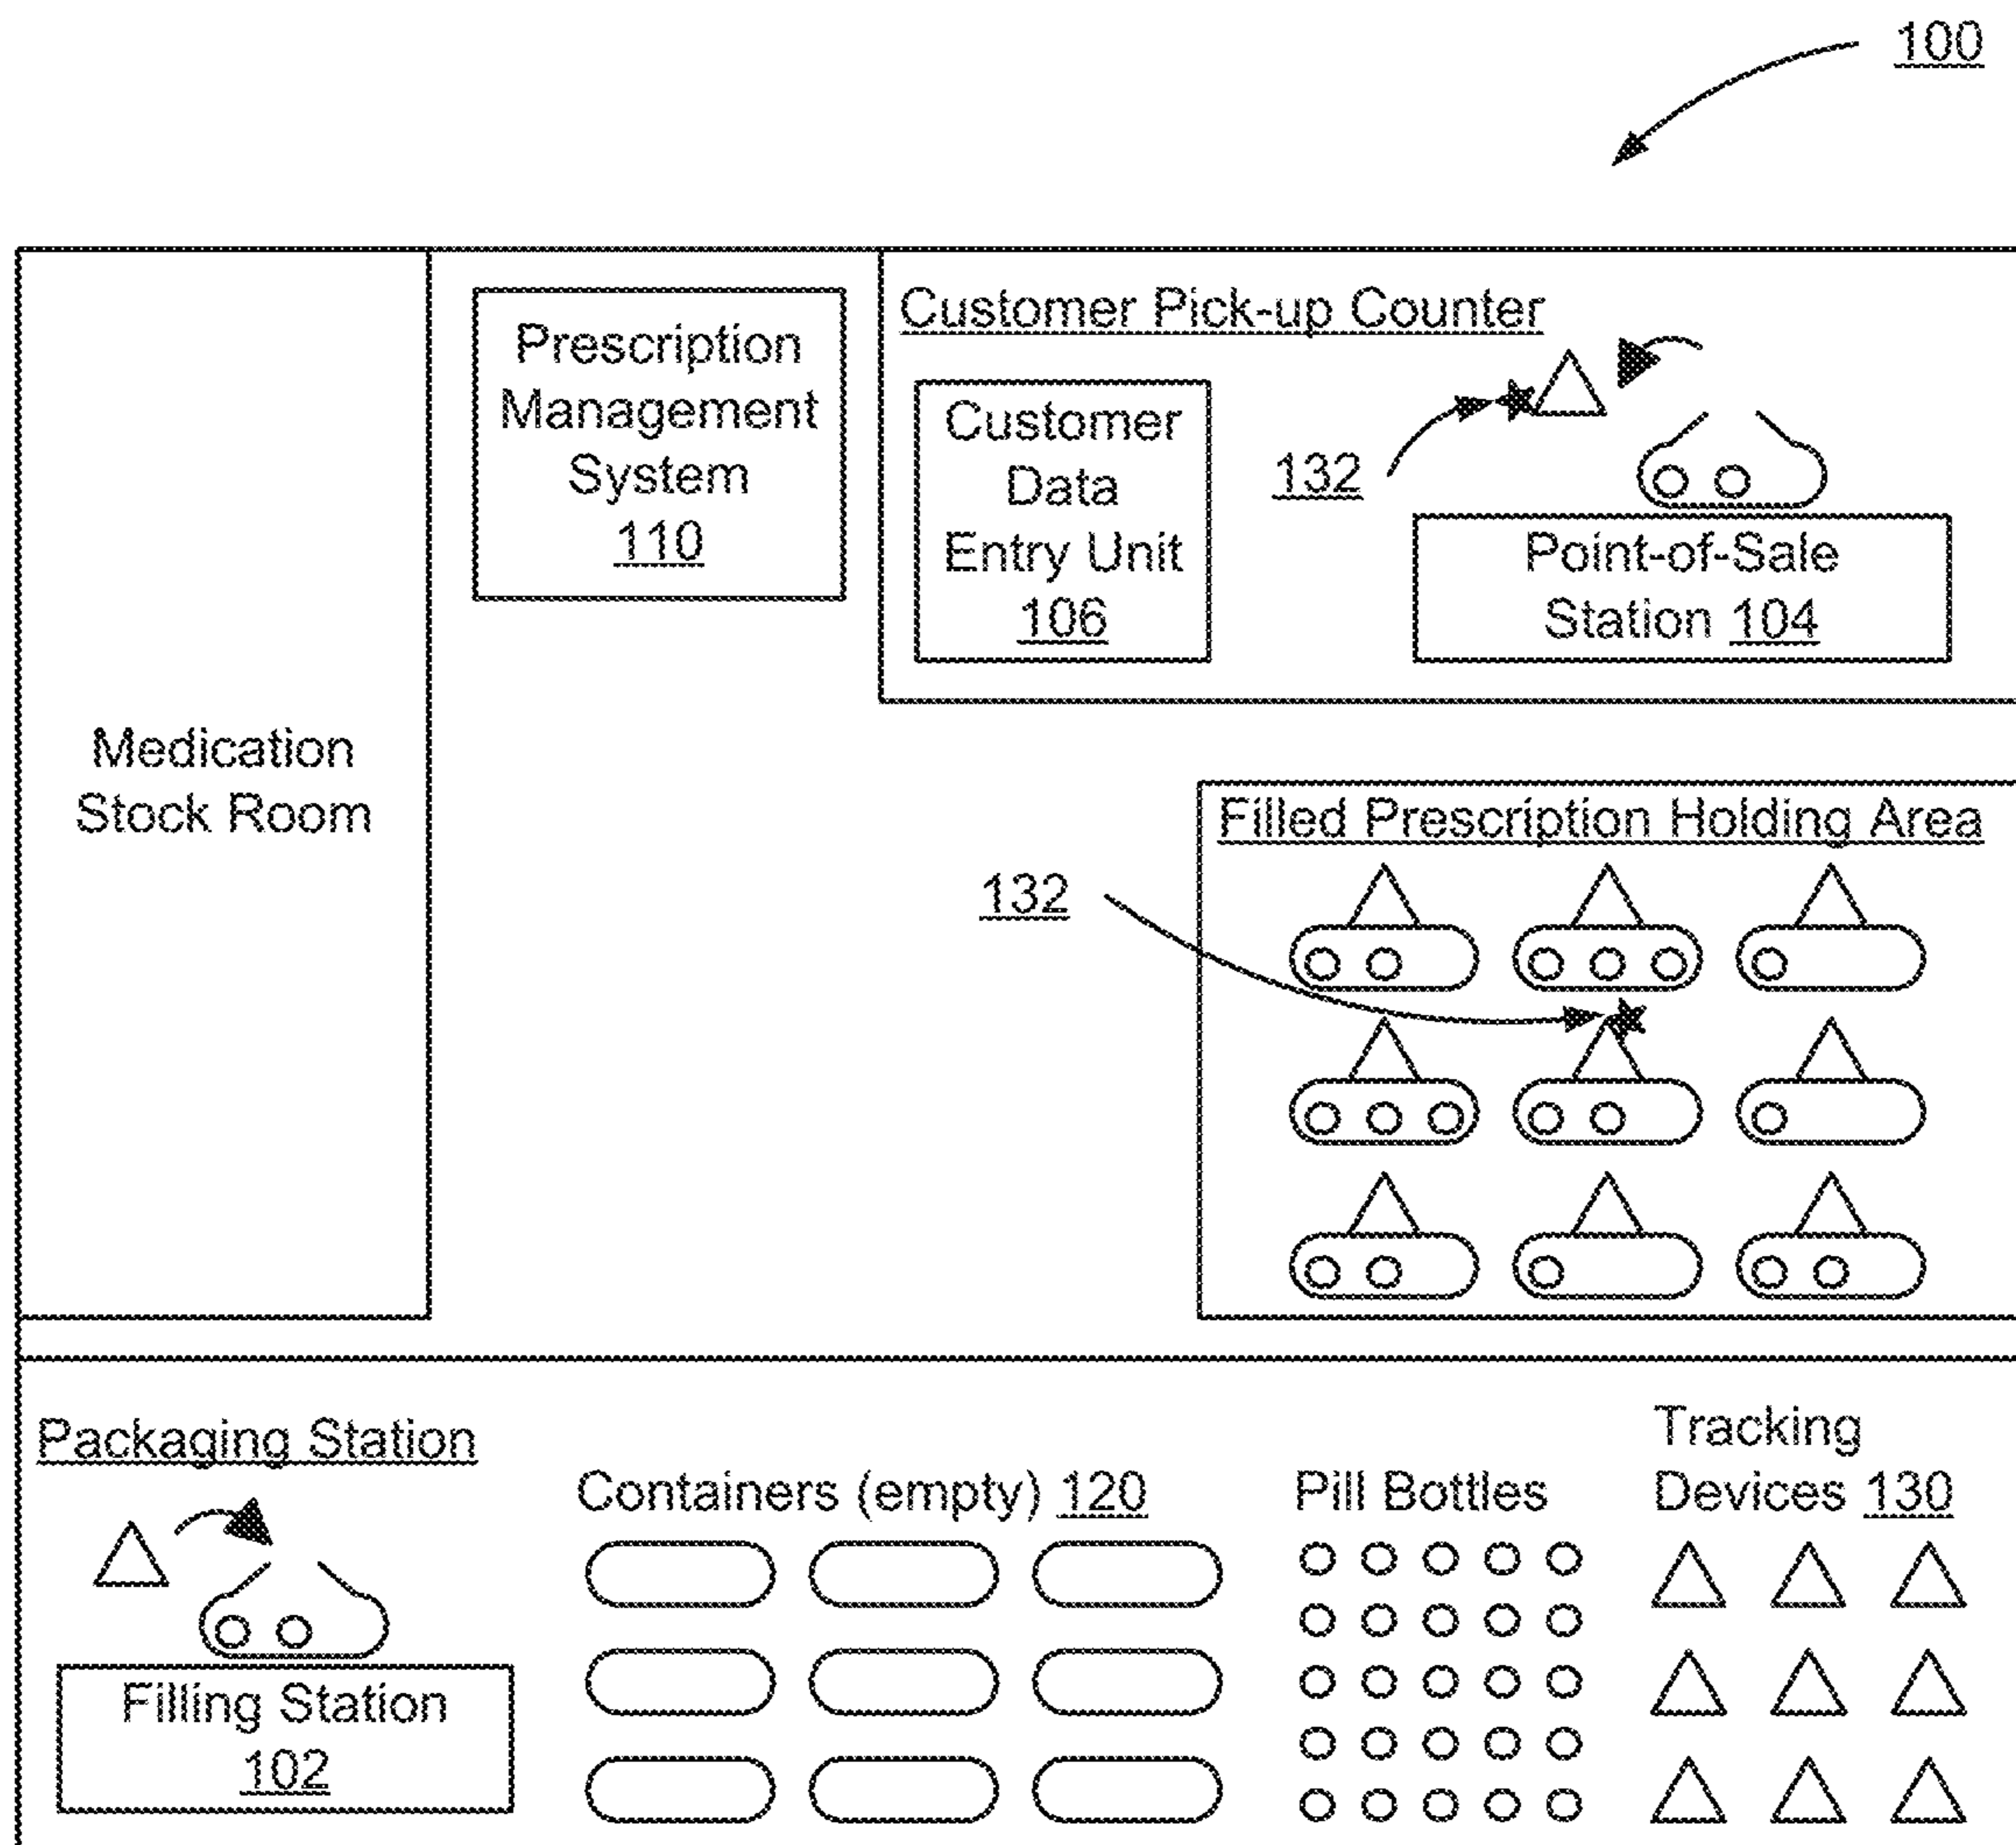 100
Prescription
Management
System
110
Customer Pick-up Counter
Customer
Data
Entry Unit
106
132
Point-of-Sale
Station 104
Medication
Stock Room
Filled Prescription Holding Area
132
Packaging Station
Filling Station
102
Containers (empty) 120
Pill Bottles
Tracking
Devices 130